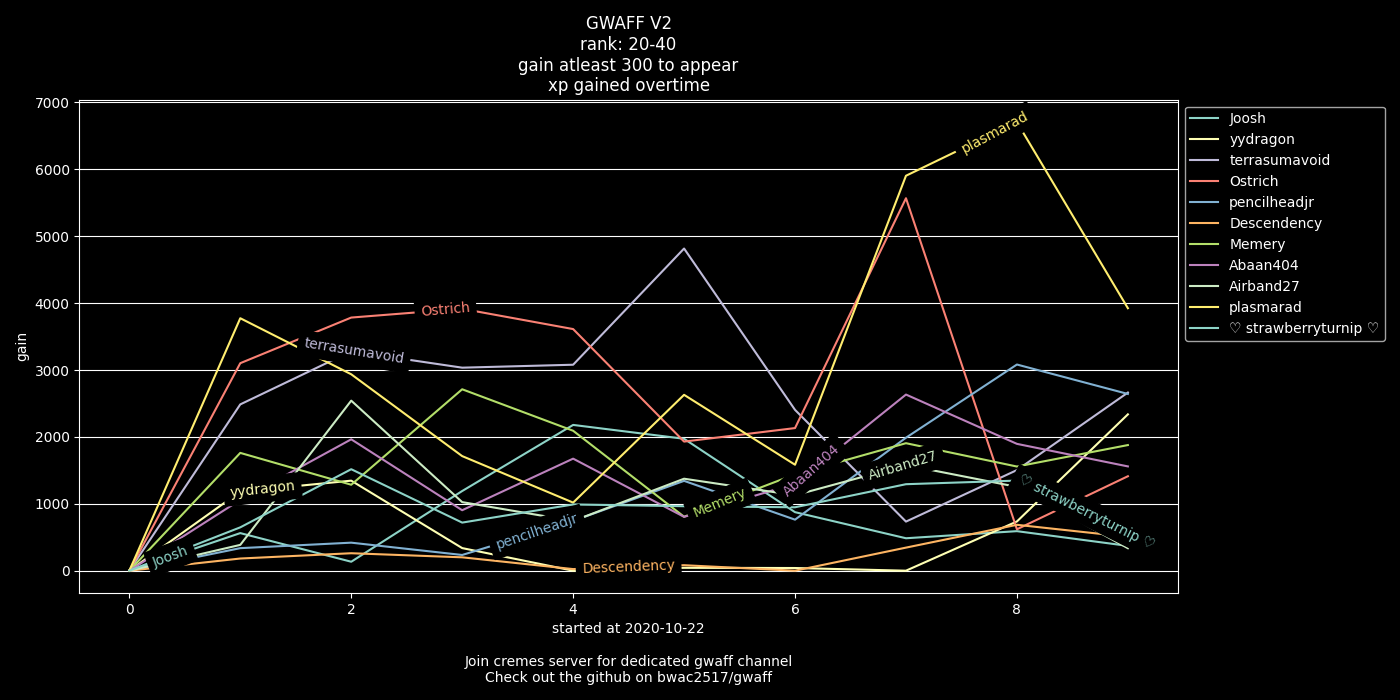 GWAFF V2
rank: 20-40
gain atleast 300 to appear
xp gained overtime
7000
6000
5000
4000
3000
2000
1000
0
gain
0
2
4
6
8
started at 2020-10-22
Join cremes server for dedicated gwaff channel
Check out the github on bwac2517/gwaff
plasmarad
Ostrich
terrasumavoid
yydragon
Joosh
pencilheadjr
Descendency
Memery
Abaan404
Airband27
♡ strawberryturnip ♡
Joosh
yydragon
terrasumavoid
Ostrich
pencilheadjr
Descendency
Memery
Abaan404
Airband27
plasmarad
♡ strawberryturnip ♡